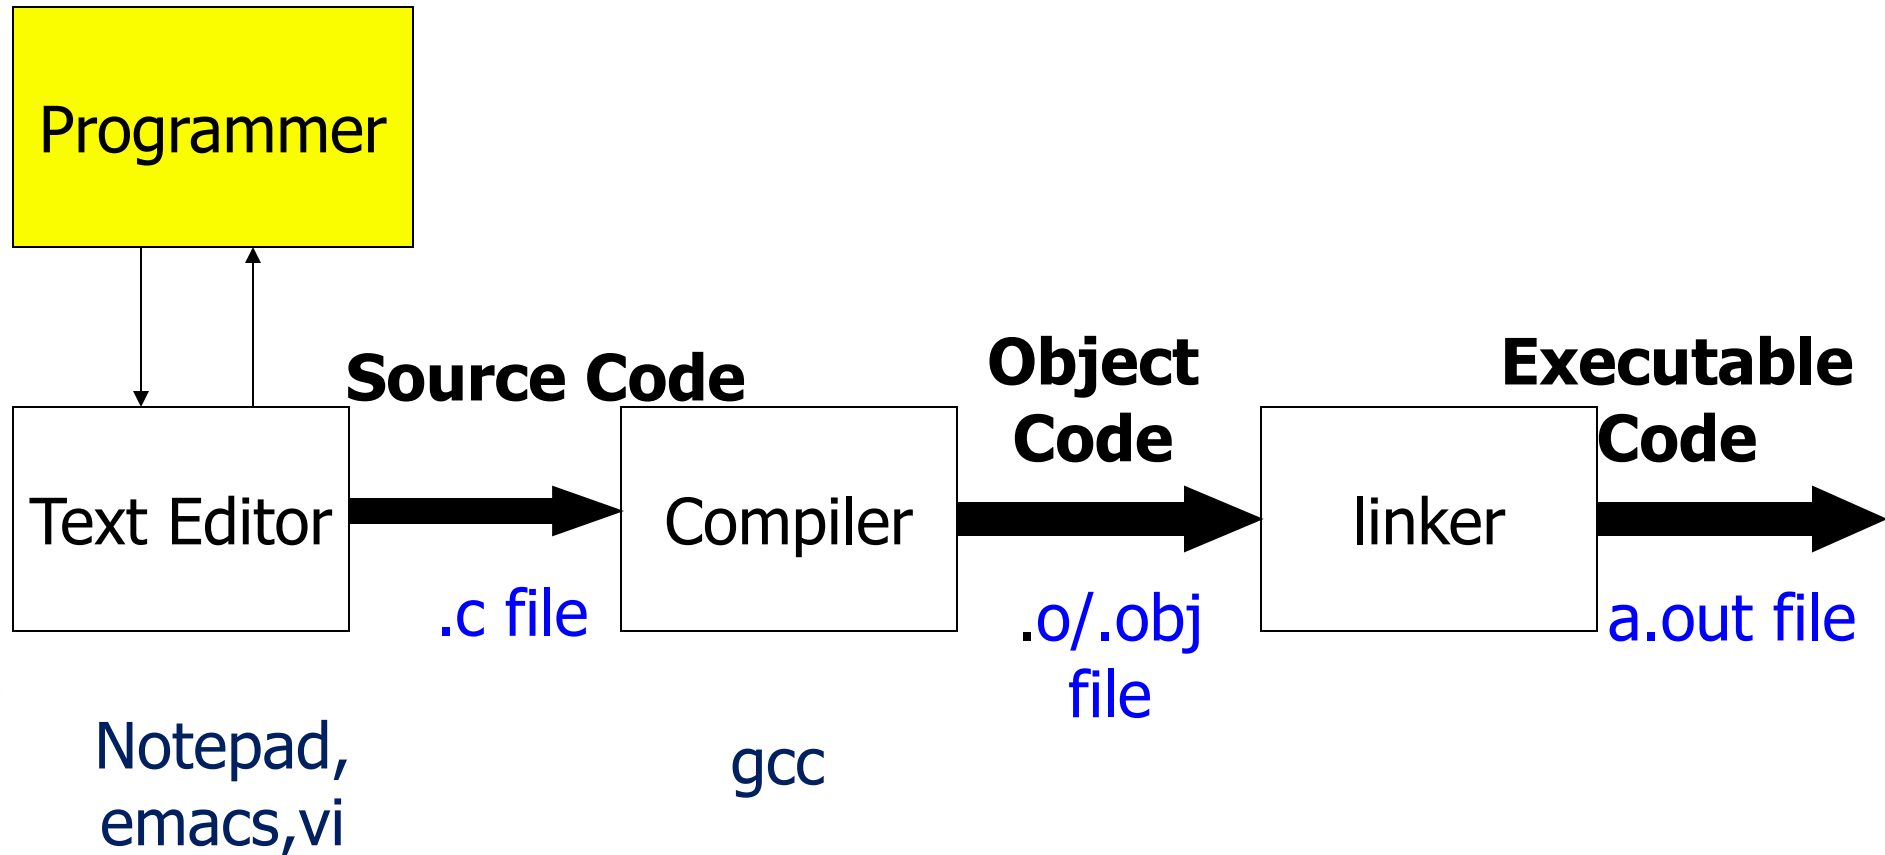 Programmer
Source Code
Object
Code
Executable
Code
Text Editor
Compiler
linker
.c file
.o/.obj
file
a.out file
Notepad,
emacs,vi
gcc